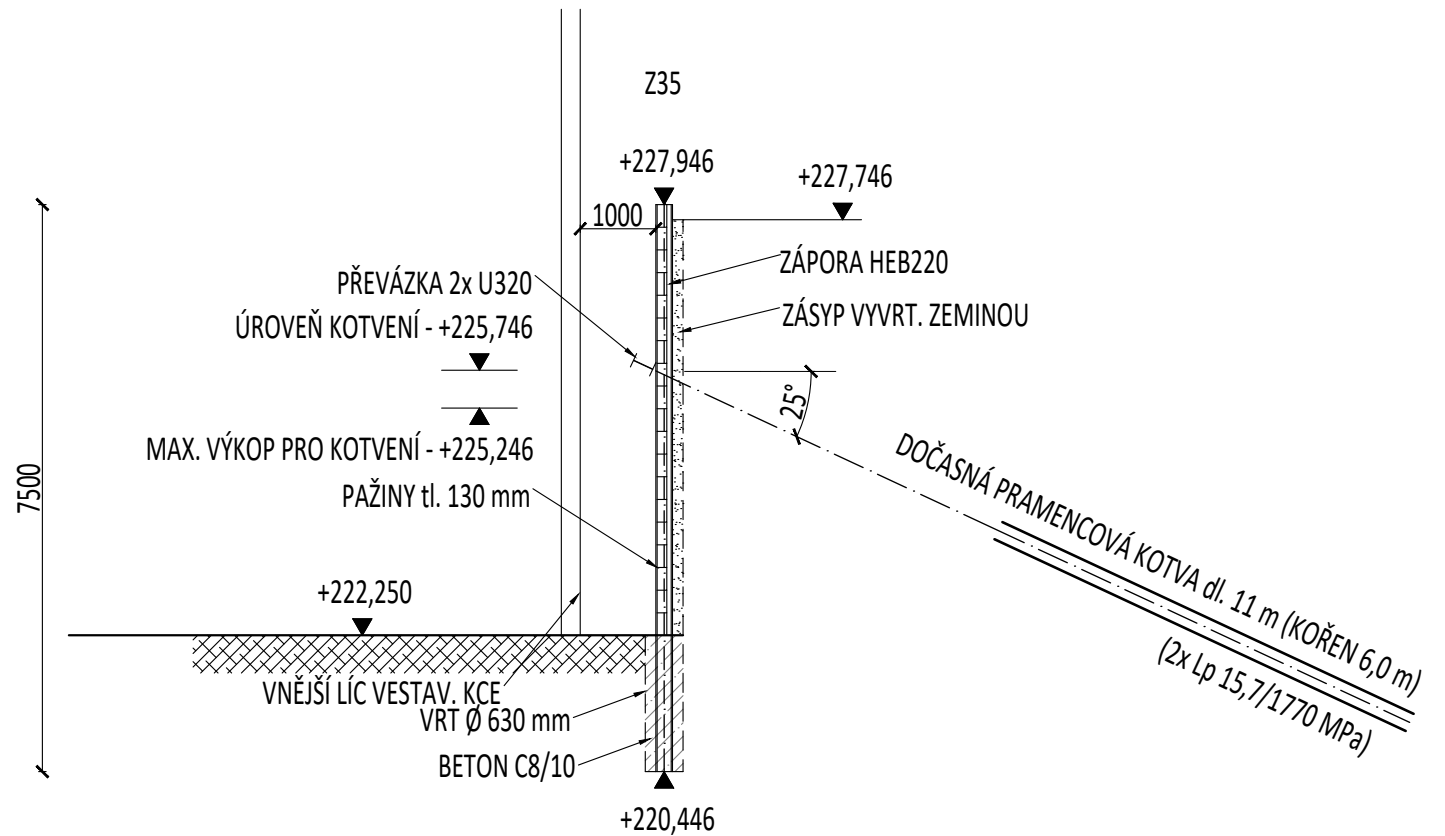 Z35
+227,946
+227,746
1000
ZÁPORA HEB220
PŘEVÁZKA 2x U320
ZÁSYP VYVRT. ZEMINOU
ÚROVEŇ KOTVENÍ - +225,746
25°
MAX. VÝKOP PRO KOTVENÍ - +225,246
7500
PAŽINY tl. 130 mm
DOČASNÁ PRAMENCOVÁ KOTVA dl. 11 m (KOŘEN 6,0 m)
(2x Lp 15,7/1770 MPa)
+222,250
VNĚJŠÍ LÍC VESTAV. KCE
VRT Ø 630 mm
BETON C8/10
+220,446